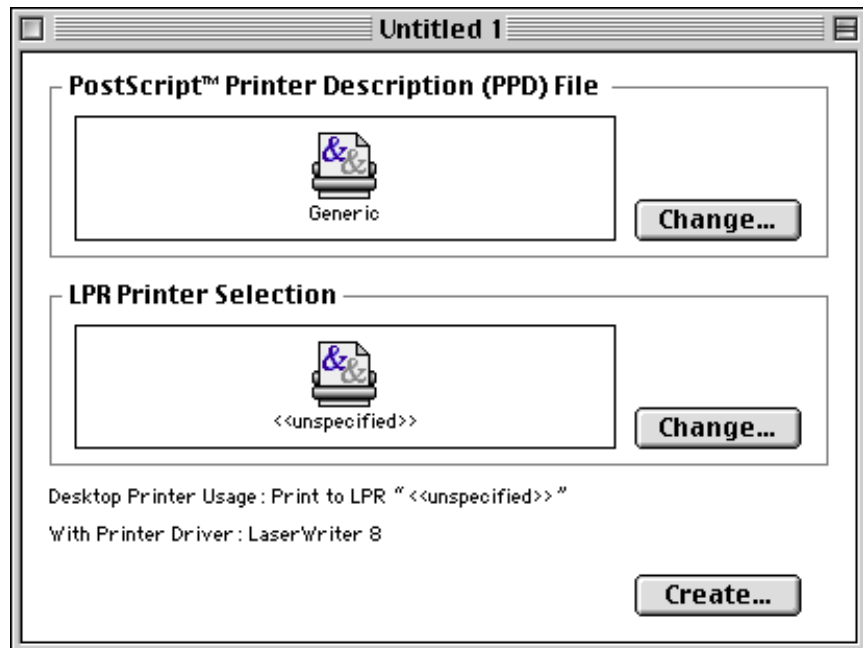 Untitled 1
PostScript™ Printer Description (PPD) File
&&
Generic
Change...
LPR Printer Selection
&&
<<unspecified>>
Change...
Desktop Printer Usage : Print to LPR “<<unspecified>>”
With Printer Driver : LaserWriter 8
Create...